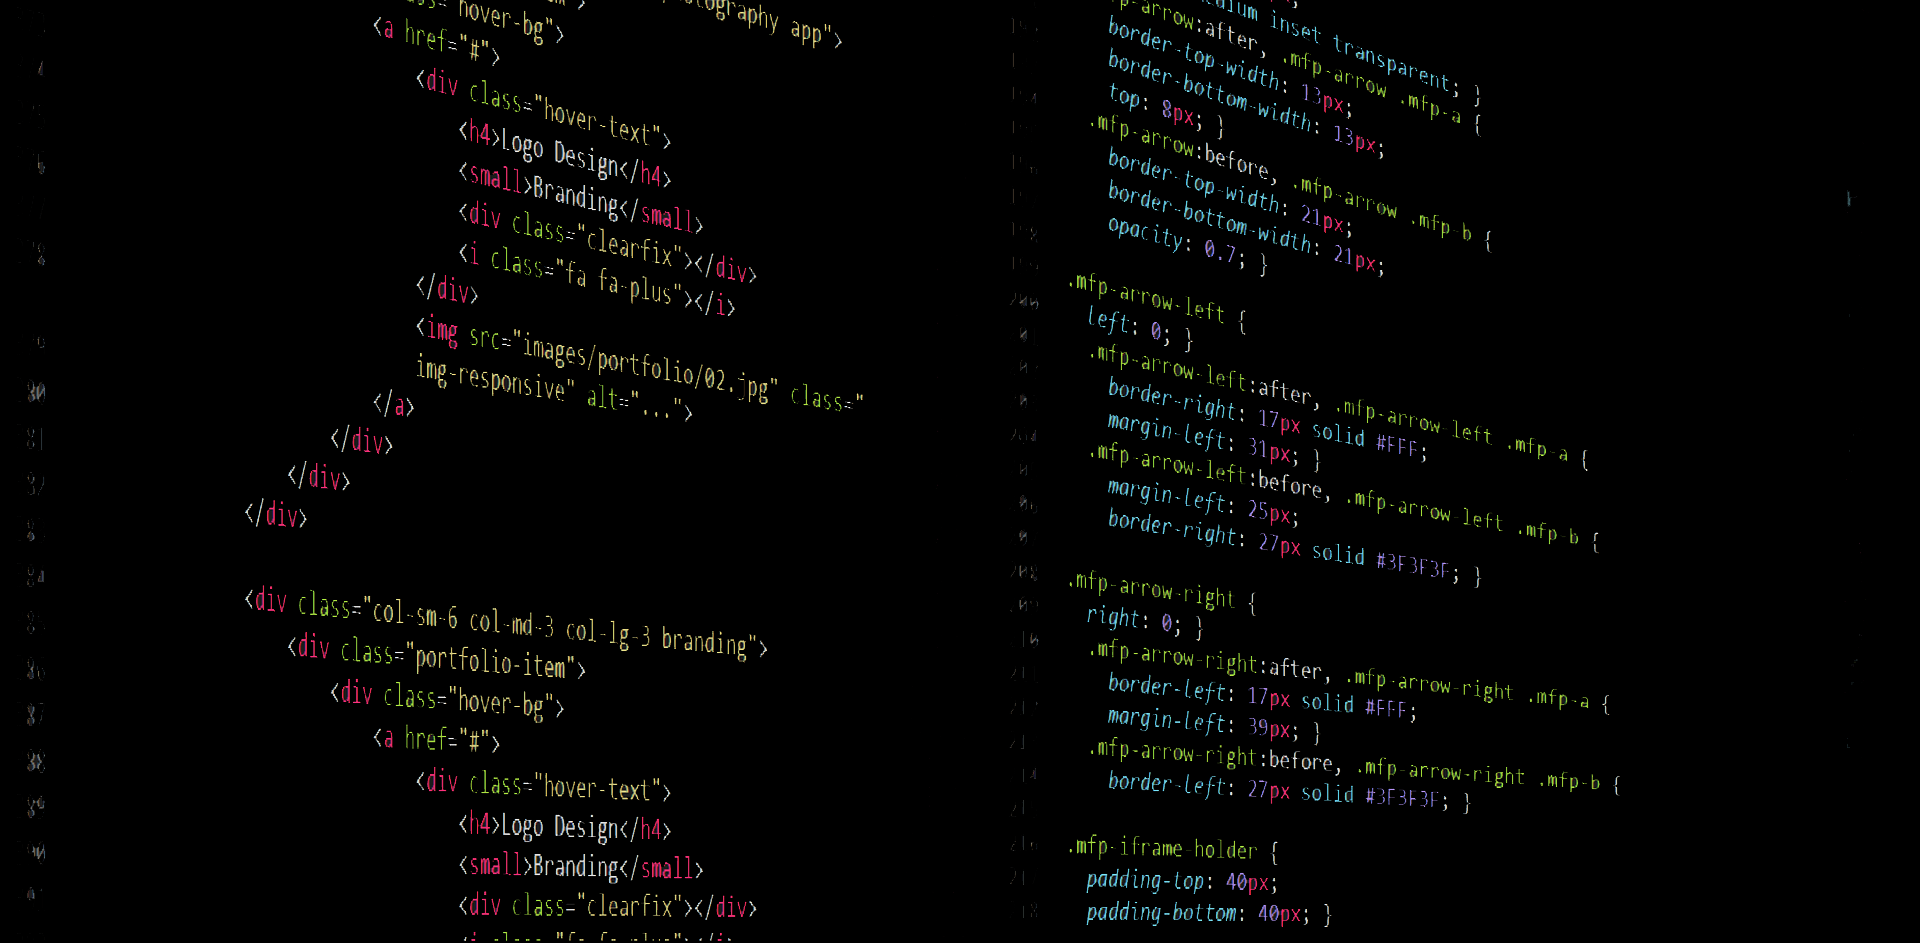 hover-bg">
<a href="#">
<div class="hover-text">
<h4>Logo Design</h4>
<small>Branding</small>
<div class="clearfix"></div>
<i class="fa fa-plus"></i>
</div>
<img src="images/portfolio/02.jpg" class="
img-responsive" alt="...">
</a>
</div>
</div>
</div>
<div class="col-sm-6 col-md-3 col-lg-3 branding">
<div class="portfolio-item">
<div class="hover-bg">
<a href="#">
<div class="hover-text">
<h4>Logo Design</h4>
<small>Branding</small>
<div class="clearfix"></div>
app">
inset transparent; }
.mfp-arrow:after, .mfp-arrow .mfp-a {
border-top-width: 13px;
border-bottom-width: 13px;
top: 8px; }
.mfp-arrow:before, .mfp-arrow .mfp-b {
border-top-width: 21px;
border-bottom-width: 21px;
opacity: 0.7; }
.mfp-arrow-left {
left: 0; }
.mfp-arrow-left:after, .mfp-arrow-left .mfp-a {
border-right: 17px solid #FFF;
margin-left: 31px; }
.mfp-arrow-left:before, .mfp-arrow-left .mfp-b {
margin-left: 25px;
border-right: 27px solid #3F3F3F; }
.mfp-arrow-right {
right: 0; }
.mfp-arrow-right:after, .mfp-arrow-right .mfp-a {
border-left: 17px solid #FFF;
margin-left: 39px; }
.mfp-arrow-right:before, .mfp-arrow-right .mfp-b {
border-left: 27px solid #3F3F3F; }
.mfp-iframe-holder {
padding-top: 40px;
padding-bottom: 40px; }